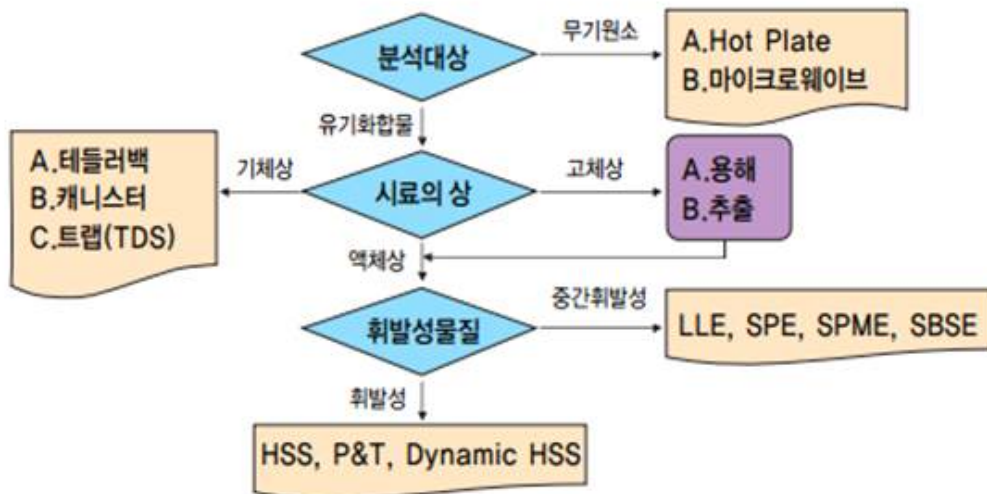 분석대상
무기원소
A.Hot Plate
B.마이크로웨이브
유기화합물
A.테들러백
B.캐니스터
C.트랩(TDS)
기체상
시료의 상
고체상
A.용해
B.추출
액체상
휘발성물질
중간휘발성
LLE, SPE, SPME, SBSE
휘발성
HSS, P&T, Dynamic HSS